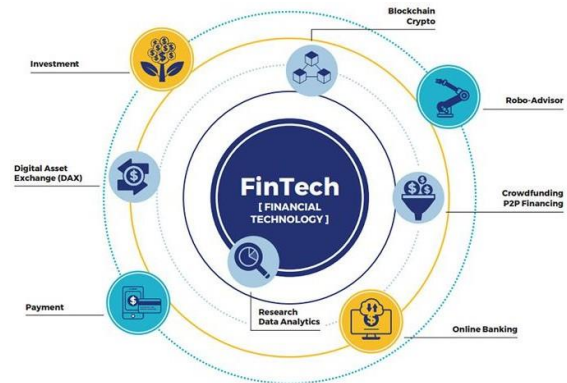 Blockchain
Crypto
Investment
Robo-Advisor
Digital Asset
Exchange (DAX)
FinTech
[ FINANCIAL
TECHNOLOGY ]
Crowdfunding
P2P Financing
Payment
Research
Data Analytics
Online Banking